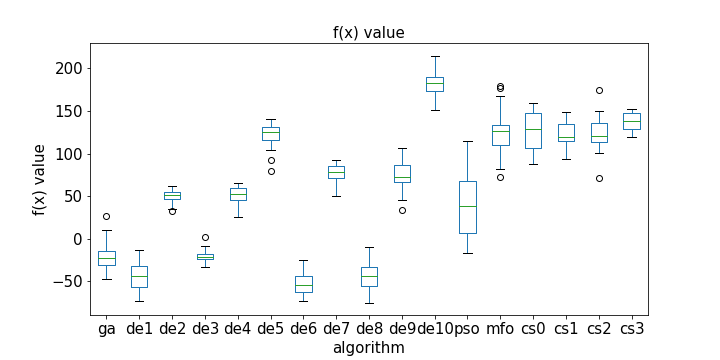 f(x) value
f(x) value
200
150
100
50
0
−50
ga de1 de2 de3 de4 de5 de6 de7 de8 de9 de10 pso mfo cs0 cs1 cs2 cs3
algorithm